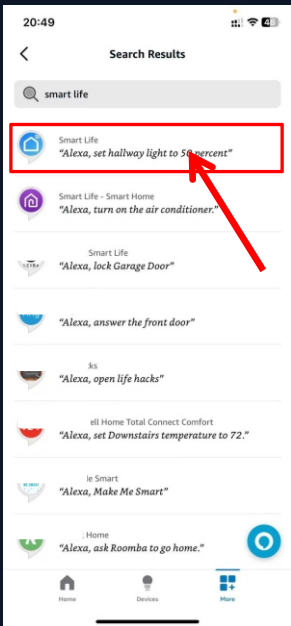 20:49
Search Results
smart life
Smart Life
“Alexa, set hallway light to 50 percent”
Smart Life - Smart Home
“Alexa, turn on the air conditioner.”
Smart Life
“Alexa, lock Garage Door”
“Alexa, answer the front door”
“Alexa, open life hacks”
ell Home Total Connect Comfort
“Alexa, set Downstairs temperature to 72.”
Smart
“Alexa, Make Me Smart”
Home
“Alexa, ask Roomba to go home.”
Home
Devices
More